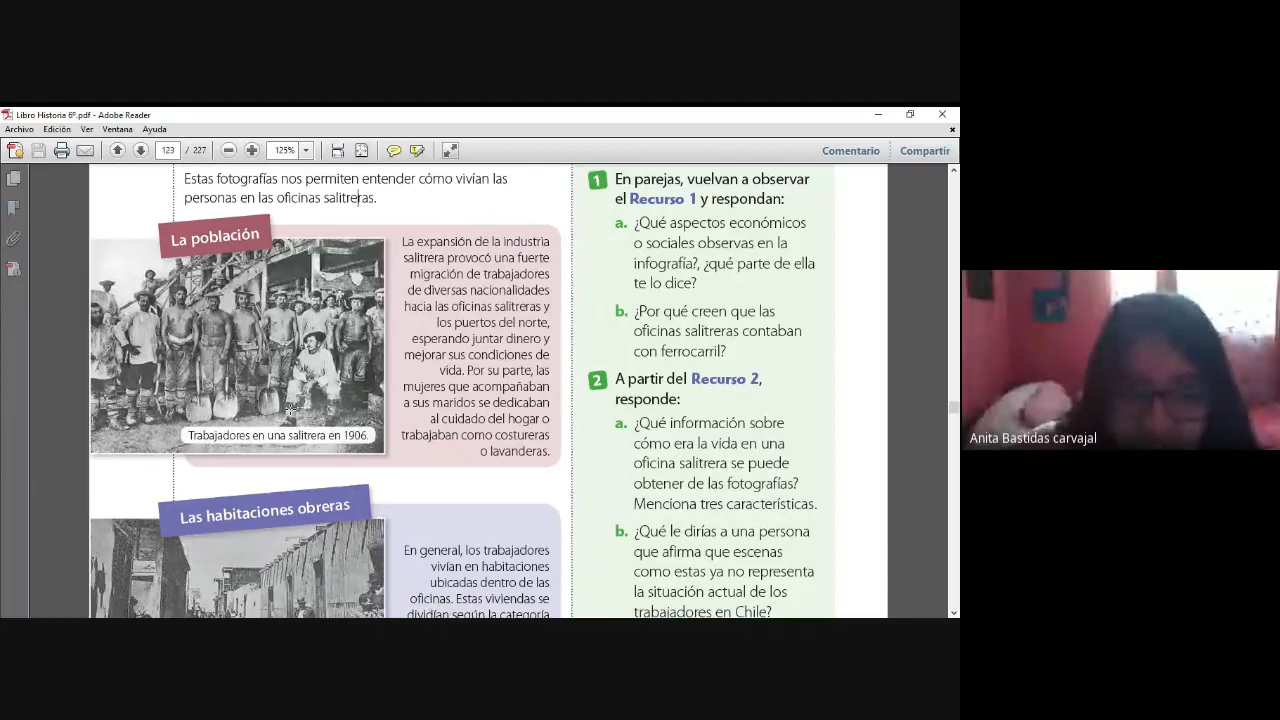 Libro Historia 6º.pdf - Adobe Reader
Archivo Edición Ver Ventana Ayuda
123 / 227 125% Comentario Compartir
Estas fotografías nos permiten entender cómo vivían las
personas en las oficinas salitreras.
La población
La expansión de la industria
salitrera provocó una fuerte
migración de trabajadores
de diversas nacionalidades
hacia las oficinas salitreras y
los puertos del norte,
esperando juntar dinero y
mejorar sus condiciones de
vida. Por su parte, las
mujeres que acompañaban
a sus maridos se dedicaban
al cuidado del hogar o
trabajaban como costureras
o lavanderas.
Trabajadores en una salitrera en 1906.
Las habitaciones obreras
En general, los trabajadores
vivían en habitaciones
ubicadas dentro de las
oficinas. Estas viviendas se
dividían según la categoría
1 En parejas, vuelvan a observar
el Recurso 1 y respondan:
a. ¿Qué aspectos económicos
o sociales observas en la
infografía?, ¿qué parte de ella
te lo dice?
b. ¿Por qué creen que las
oficinas salitreras contaban
con ferrocarril?
2 A partir del Recurso 2,
responde:
a. ¿Qué información sobre
cómo era la vida en una
oficina salitrera se puede
obtener de las fotografías?
Menciona tres características.
b. ¿Qué le dirías a una persona
que afirma que escenas
como estas ya no representa
la situación actual de los
trabajadores en Chile?
Anita Bastidas carvajal